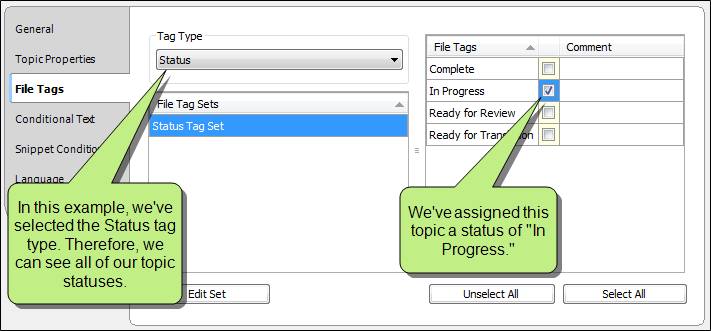 General
Topic Properties
File Tags
Conditional Text
Snippet Condition
Language
Tag Type
Status
File Tag Sets
Status Tag Set
File Tags
Comment
Complete
In Progress
Ready for Review
Ready for
In this example, we've
selected the Status tag
type. Therefore, we
can see all of our topic
statuses.
We've assigned this
topic a status of "In
Progress."
Edit Set
Unselect All
Select All